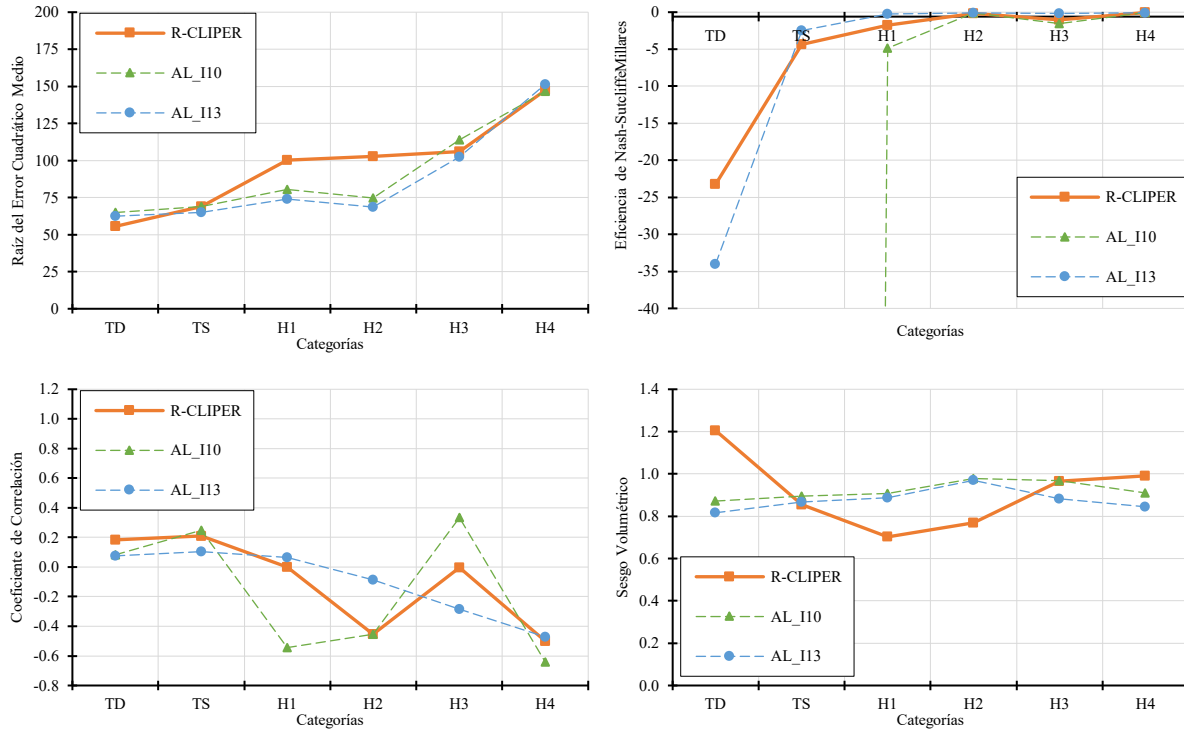 Raíz del Error Cuadrático Medio
200
175
150
125
100
75
50
25
0
R-CLIPER
AL_I10
AL_I13
TD TS H1 H2 H3 H4
Categorías
Eficiencia de Nash-SutcliffeMillares
0
-5
-10
-15
-20
-25
-30
-35
-40
TD TS H1 H2 H3 H4
R-CLIPER
AL_I10
AL_I13
Categorías
Coeficiente de Correlación
1.2
1.0
0.8
0.6
0.4
0.2
0.0
-0.2
-0.4
-0.6
-0.8
R-CLIPER
AL_I10
AL_I13
TD TS H1 H2 H3 H4
Categorías
Sesgo Volumétrico
1.4
1.2
1.0
0.8
0.6
0.4
0.2
0.0
R-CLIPER
AL_I10
AL_I13
TD TS H1 H2 H3 H4
Categorías